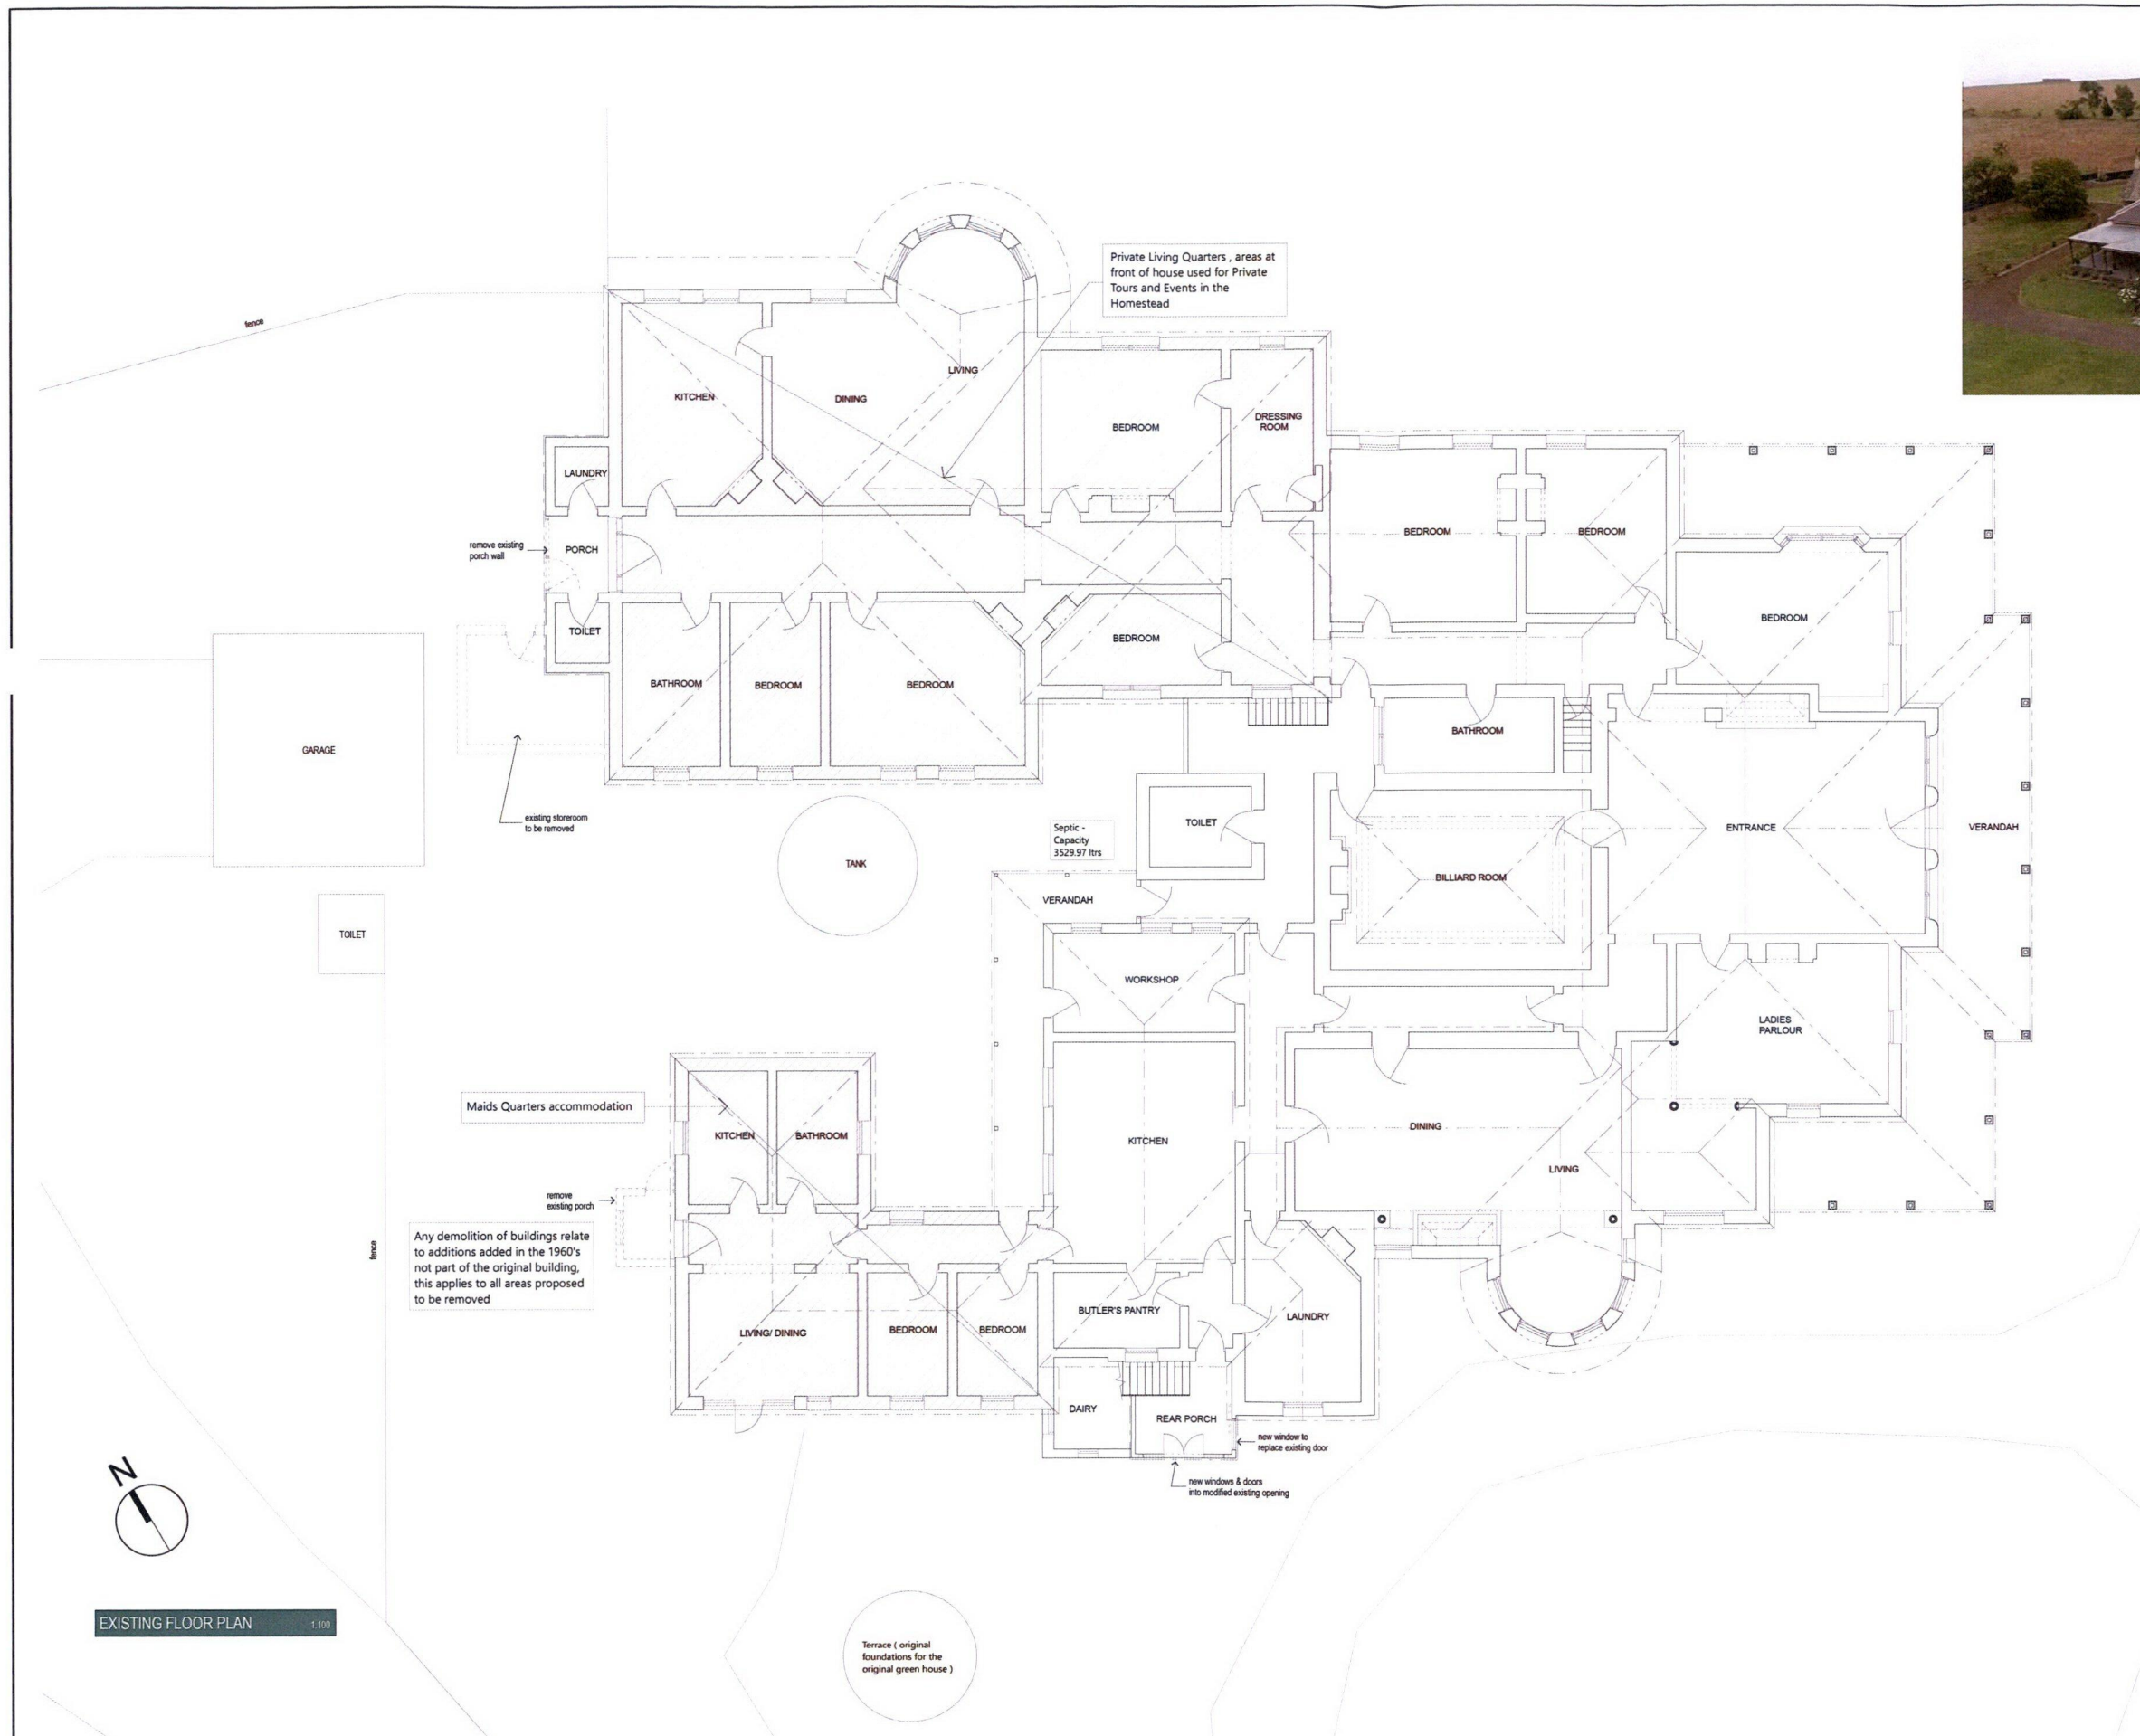 Private Living Quarters , areas at
front of house used for Private
Tours and Events in the
Homestead
fence
LIVING
KITCHEN
DINING
BEDROOM
DRESSING
ROOM
LAUNDRY
BEDROOM
BEDROOM
remove existing
porch wall
PORCH
TOILET
BEDROOM
BEDROOM
BATHROOM
BEDROOM
BEDROOM
BATHROOM
GARAGE
existing storeroom
to be removed
TANK
Septic -
Capacity
3529.97 ltrs
TOILET
ENTRANCE
VERANDAH
BILLIARD ROOM
VERANDAH
TOILET
WORKSHOP
LADIES
PARLOUR
Maids Quarters accommodation
KITCHEN
BATHROOM
KITCHEN
DINING
LIVING
remove
existing porch
Any demolition of buildings relate
to additions added in the 1960's
not part of the original building,
this applies to all areas proposed
to be removed
fence
BUTLER'S PANTRY
LAUNDRY
LIVING/ DINING
BEDROOM
BEDROOM
DAIRY
REAR PORCH
new window to
replace existing door
new windows & doors
into modified existing opening
N
EXISTING FLOOR PLAN 1:100
Terrace ( original
foundations for the
original green house )